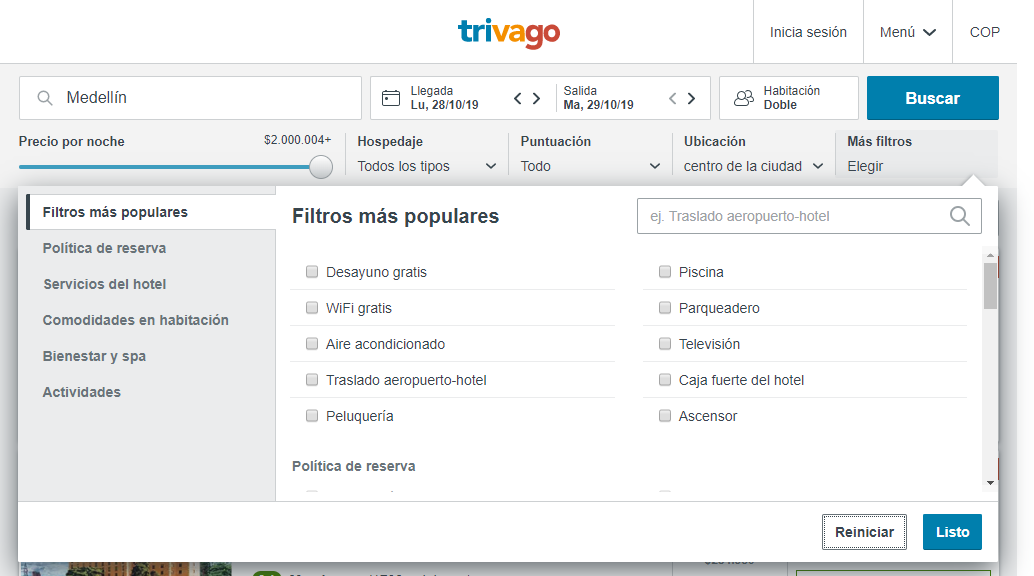 trivago
Inicia sesión
Menú
COP
Medellín
Llegada
Lu, 28/10/19
Salida
Ma, 29/10/19
Habitación
Doble
Buscar
Precio por noche
$2.000.004+
Hospedaje
Todos los tipos
Puntuación
Todo
Ubicación
centro de la ciudad
Más filtros
Elegir
Filtros más populares
Política de reserva
Servicios del hotel
Comodidades en habitación
Bienestar y spa
Actividades
Filtros más populares
ej. Traslado aeropuerto-hotel
Desayuno gratis
Piscina
WiFi gratis
Parqueadero
Aire acondicionado
Televisión
Traslado aeropuerto-hotel
Caja fuerte del hotel
Peluquería
Ascensor
Política de reserva
Reiniciar
Listo